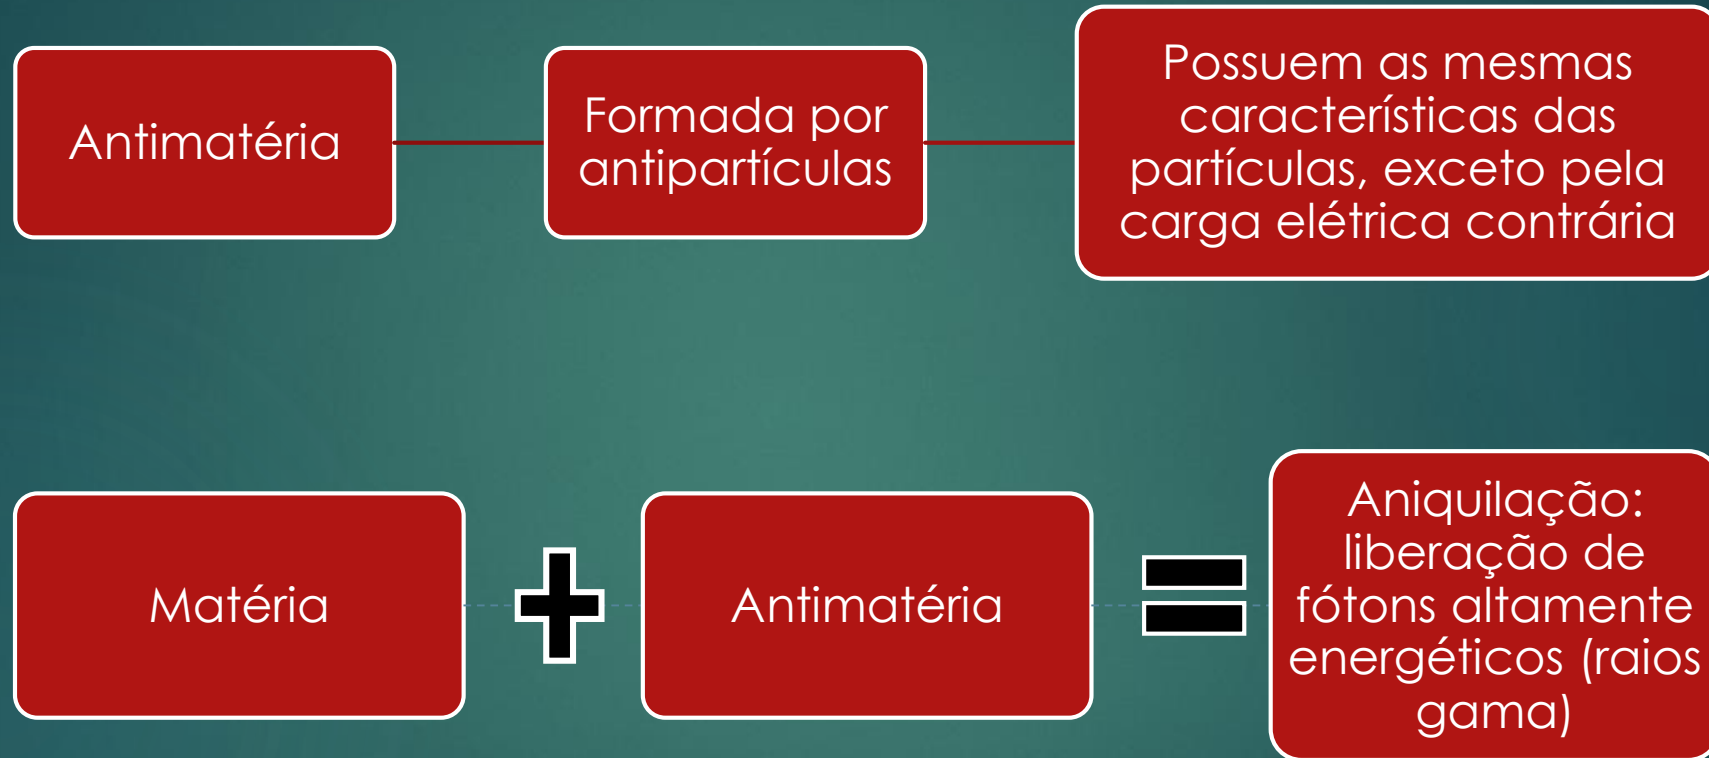 Antimatéria
Formada por
antipartículas
Possuem as mesmas
características das
partículas, exceto pela
carga elétrica contrária
Matéria
Antimatéria
Aniquilação:
liberação de
fótons altamente
energéticos (raios
gama)